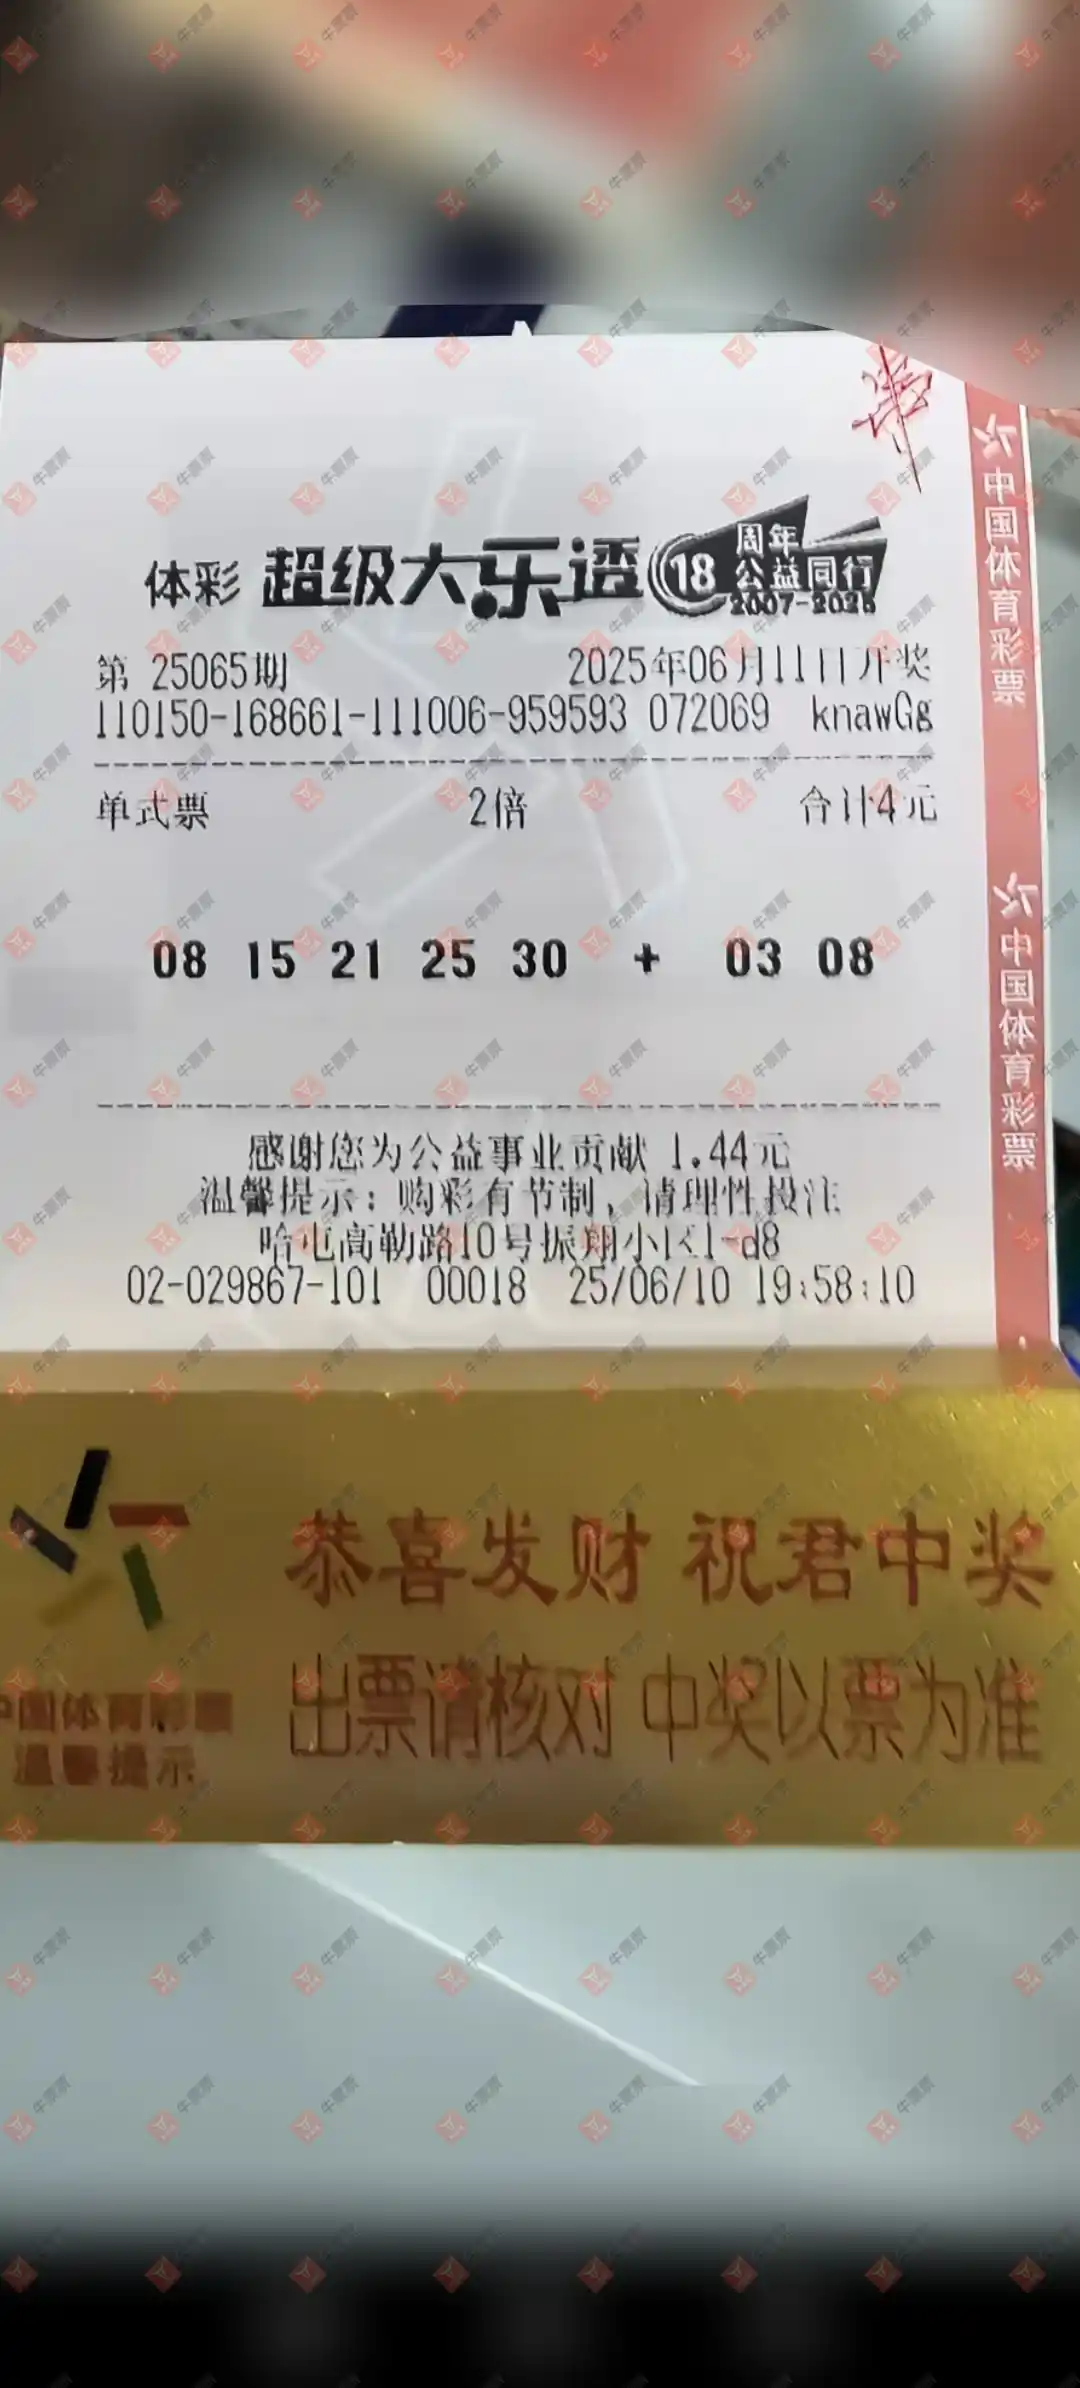 体彩 超级大乐透 18 周年 公益同行 2007-2025
第 25065期 2025年06月11日开奖
110150-168661-111006-959593 072069 knawGg
单式票 2倍 合计4元
08 15 21 25 30 + 03 08
感谢您为公益事业贡献 1.44元
温馨提示：购彩有节制，请理性投注
哈屯高勒路10号振翔小区1-d8
02-029867-101 00018 25/06/10 19:58:10
中国体育彩票
中国体育彩票
恭喜发财 祝君中奖
出票请核对 中奖以票为准
中国体育彩票
温馨提示
牛票票